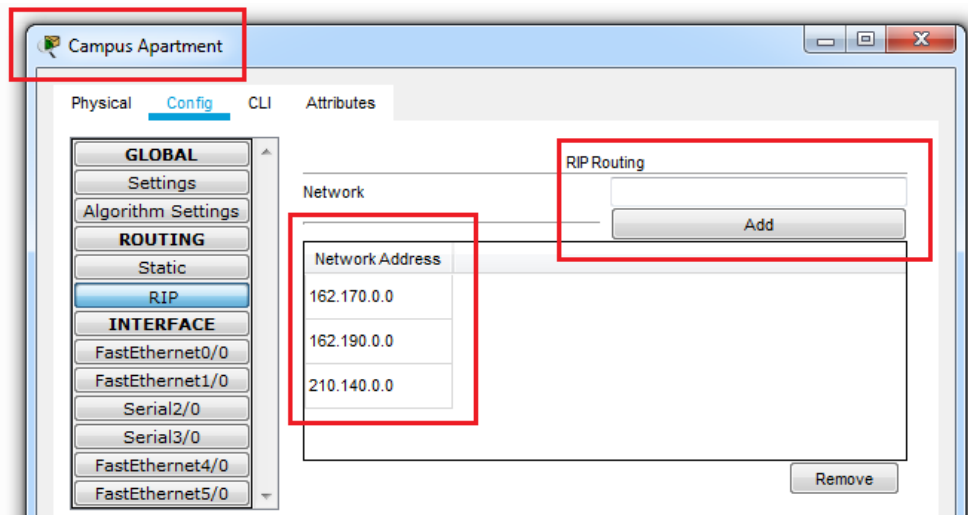 Campus Apartment
Physical Config CLI Attributes
GLOBAL
Settings
Algorithm Settings
ROUTING
Static
RIP
INTERFACE
FastEthernet0/0
FastEthernet1/0
Serial2/0
Serial3/0
FastEthernet4/0
FastEthernet5/0
RIP Routing
Network
Add
Network Address
162.170.0.0
162.190.0.0
210.140.0.0
Remove